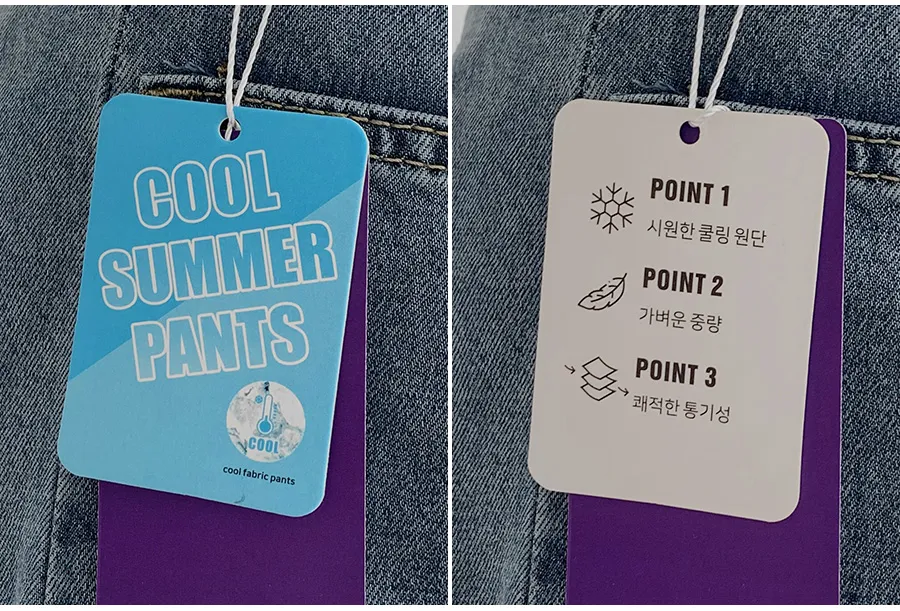 COOL
SUMMER
PANTS
COOL
cool fabric pants
POINT 1
시원한 쿨링 원단
POINT 2
가벼운 중량
POINT 3
쾌적한 통기성